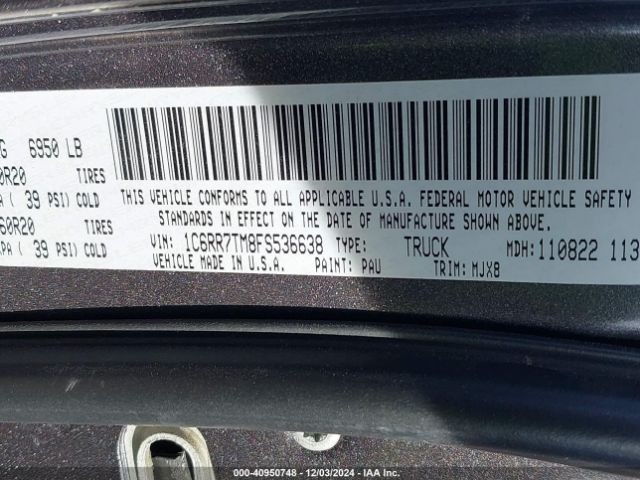 G 6950 LB
0R20 TIRES
A ( 39 PSI) COLD
60R20 TIRES
KPA ( 39 PSI) COLD
THIS VEHICLE CONFORMS TO ALL APPLICABLE U.S.A. FEDERAL MOTOR VEHICLE SAFETY
STANDARDS IN EFFECT ON THE DATE OF MANUFACTURE SHOWN ABOVE.
VIN: 1C6RR7TM8FS536638 TYPE: TRUCK MDH: 110822 113
VEHICLE MADE IN U.S.A. PAINT: PAU TRIM: MJX8
000-40950748 - 12/03/2024 - IAA Inc.